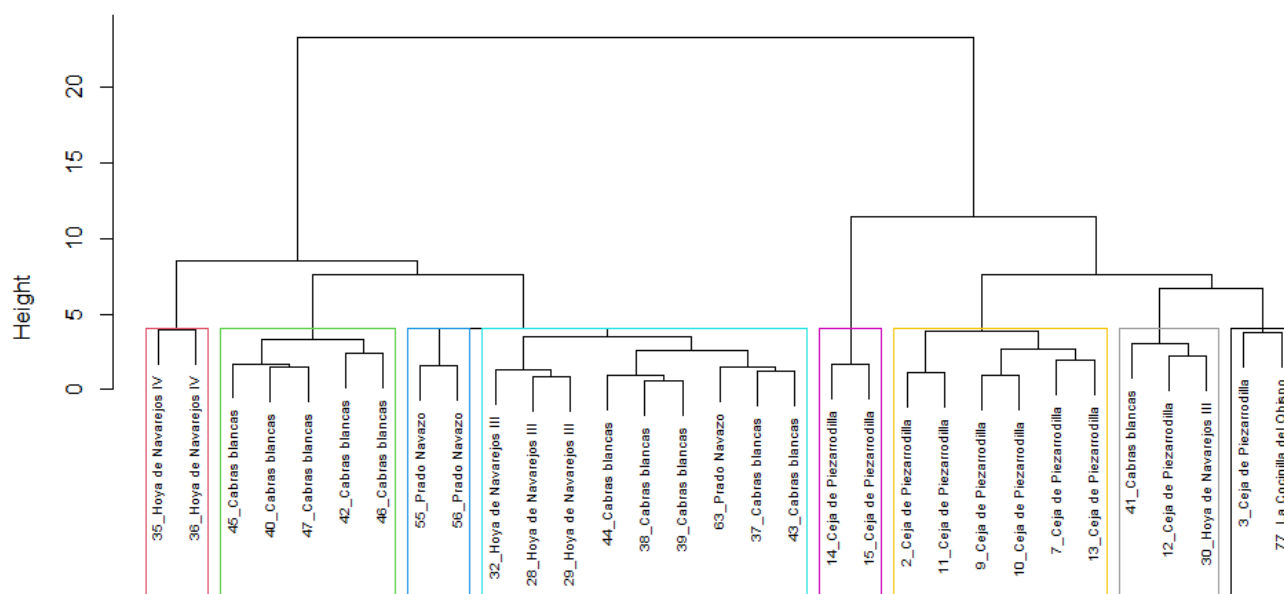 Height
0
5
10
15
20
35_Hoya de Navarejos IV
36_Hoya de Navarejos IV
45_Cabras blancas
40_Cabras blancas
47_Cabras blancas
42_Cabras blancas
46_Cabras blancas
55_Prado Navazo
56_Prado Navazo
32_Hoya de Navarejos III
28_Hoya de Navarejos III
29_Hoya de Navarejos III
44_Cabras blancas
38_Cabras blancas
39_Cabras blancas
63_Prado Navazo
37_Cabras blancas
43_Cabras blancas
14_Ceja de Piezarrodilla
15_Ceja de Piezarrodilla
2_Ceja de Piezarrodilla
11_Ceja de Piezarrodilla
9_Ceja de Piezarrodilla
10_Ceja de Piezarrodilla
7_Ceja de Piezarrodilla
13_Ceja de Piezarrodilla
41_Cabras blancas
12_Ceja de Piezarrodilla
30_Hoya de Navarejos III
3_Ceja de Piezarrodilla
77_La Cocinilla del Obispo